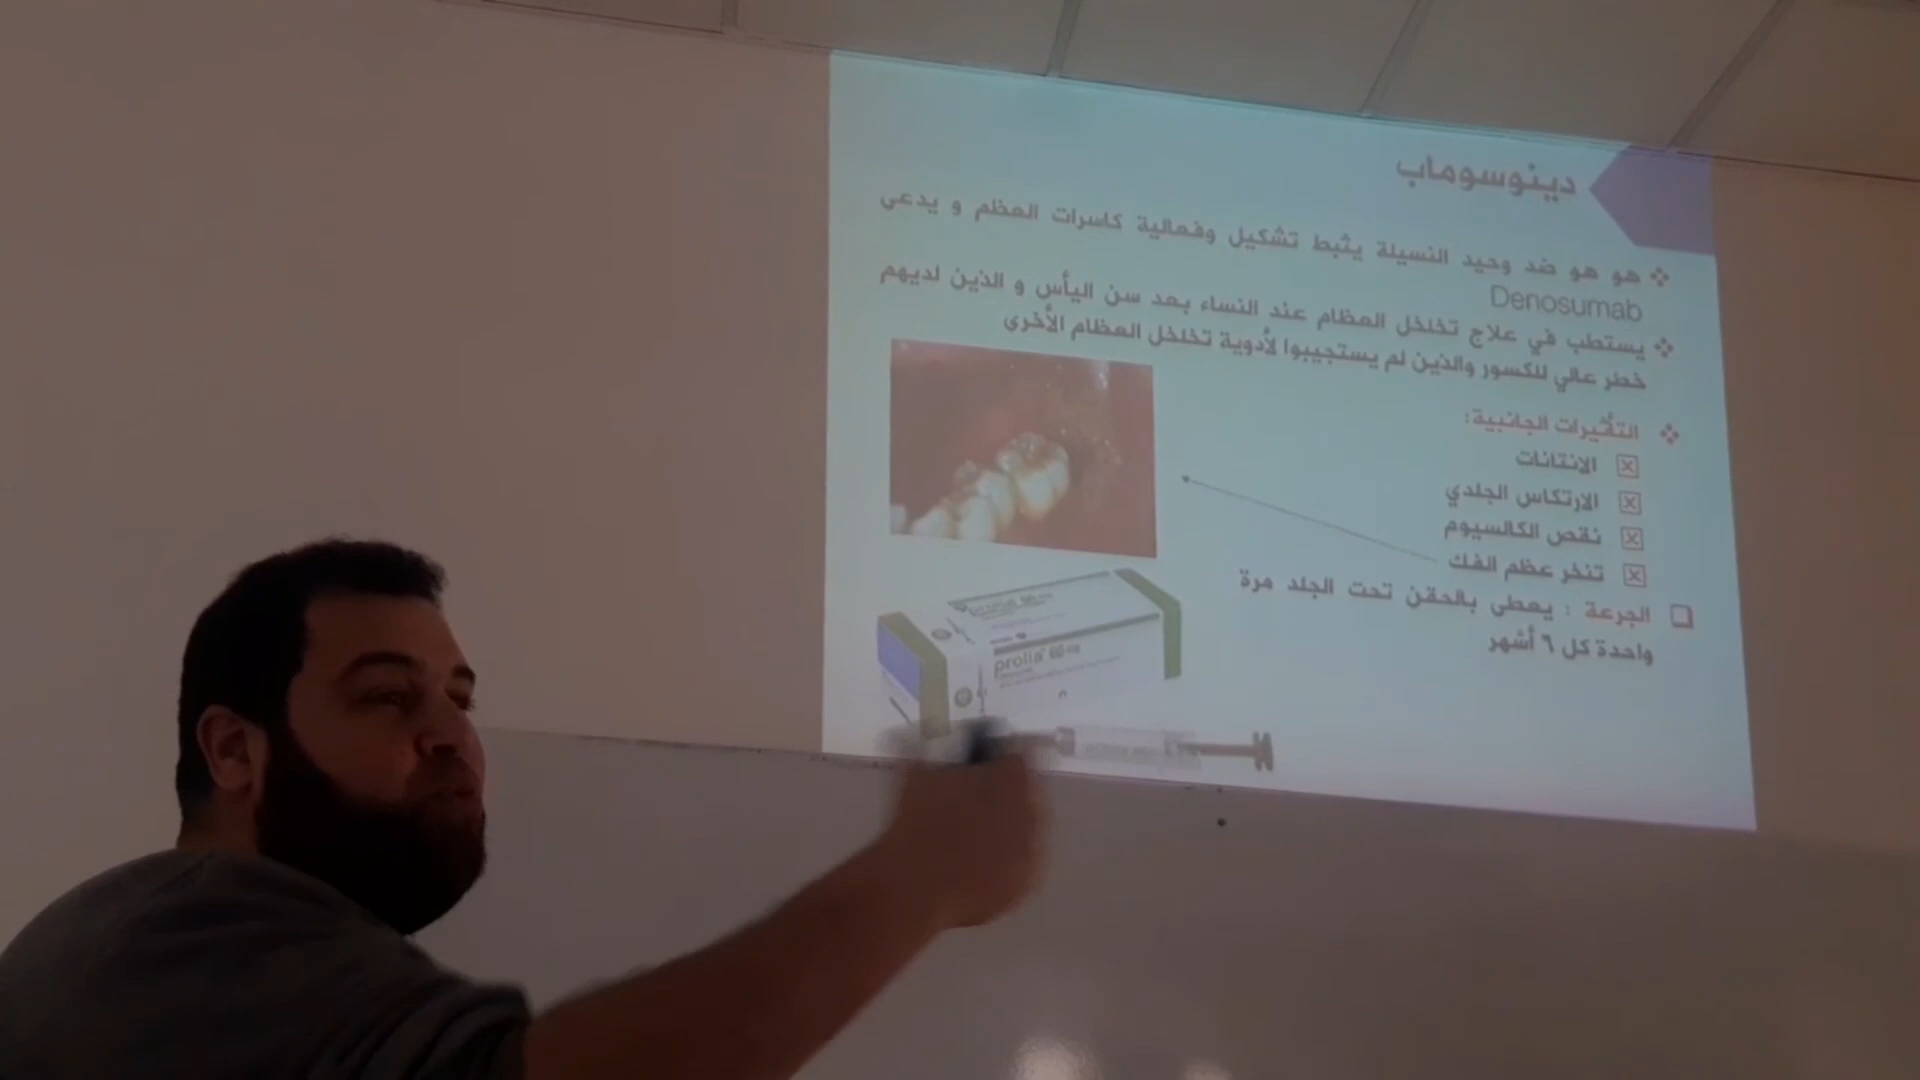 دينوسوماب
هو هو ضد وحيد النسيلة يثبط تشكيل وفعالية كاسرات العظم و يدعى
Denosumab
يستطب في علاج تخلخل العظام عند النساء بعد سن اليأس و الذين لديهم
خطر عالي للكسور والذين لم يستجيبوا لأدوية تخلخل العظام الأخرى
التأثيرات الجانبية:
الانتانات
الارتكاس الجلدي
نقص الكالسيوم
تنخر عظم الفك
الجرعة : يعطى بالحقن تحت الجلد مرة
واحدة كل ٦ أشهر
prolia 60 mg